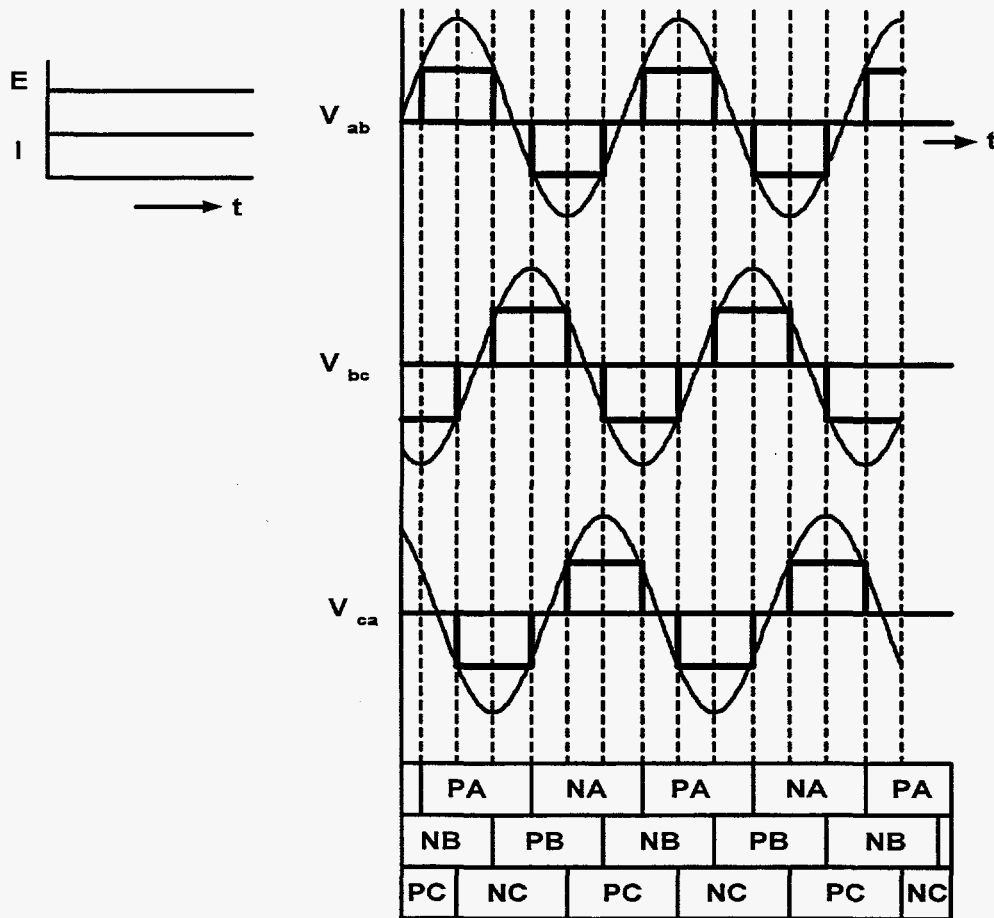 E
I
t
V ab
t
V bc
V ca
PA NA PA NA PA
NB PB NB PB NB
PC NC PC NC PC NC